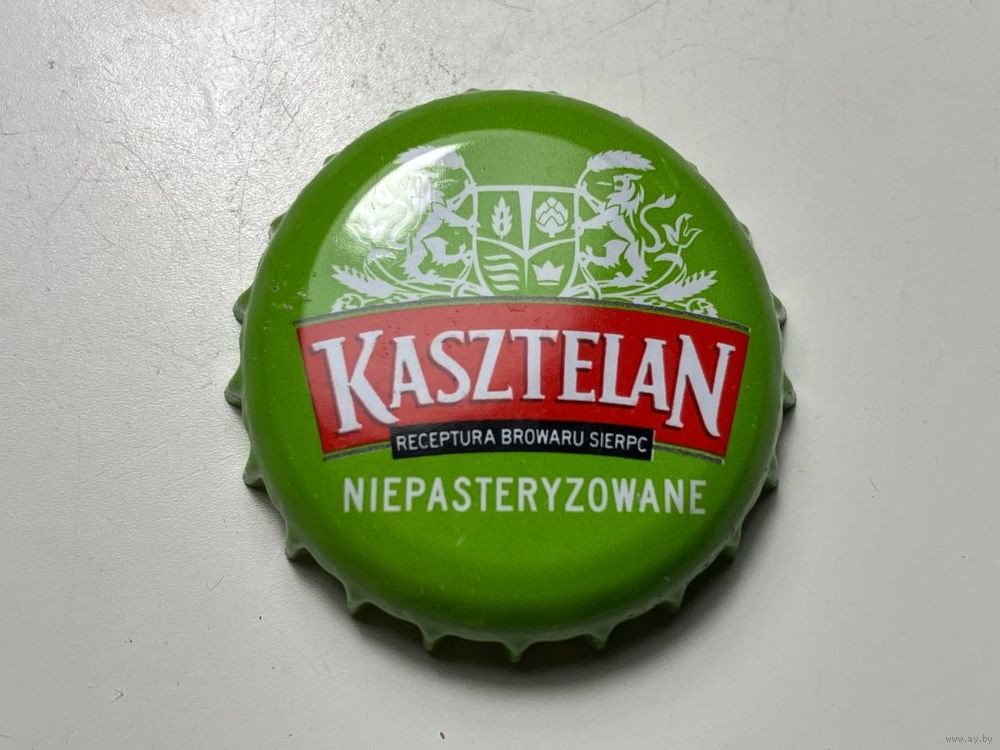 KASZTELAN
RECEPTURA BROWARU SIERPC
NIEPASTERYZOWANE
www.ay.by